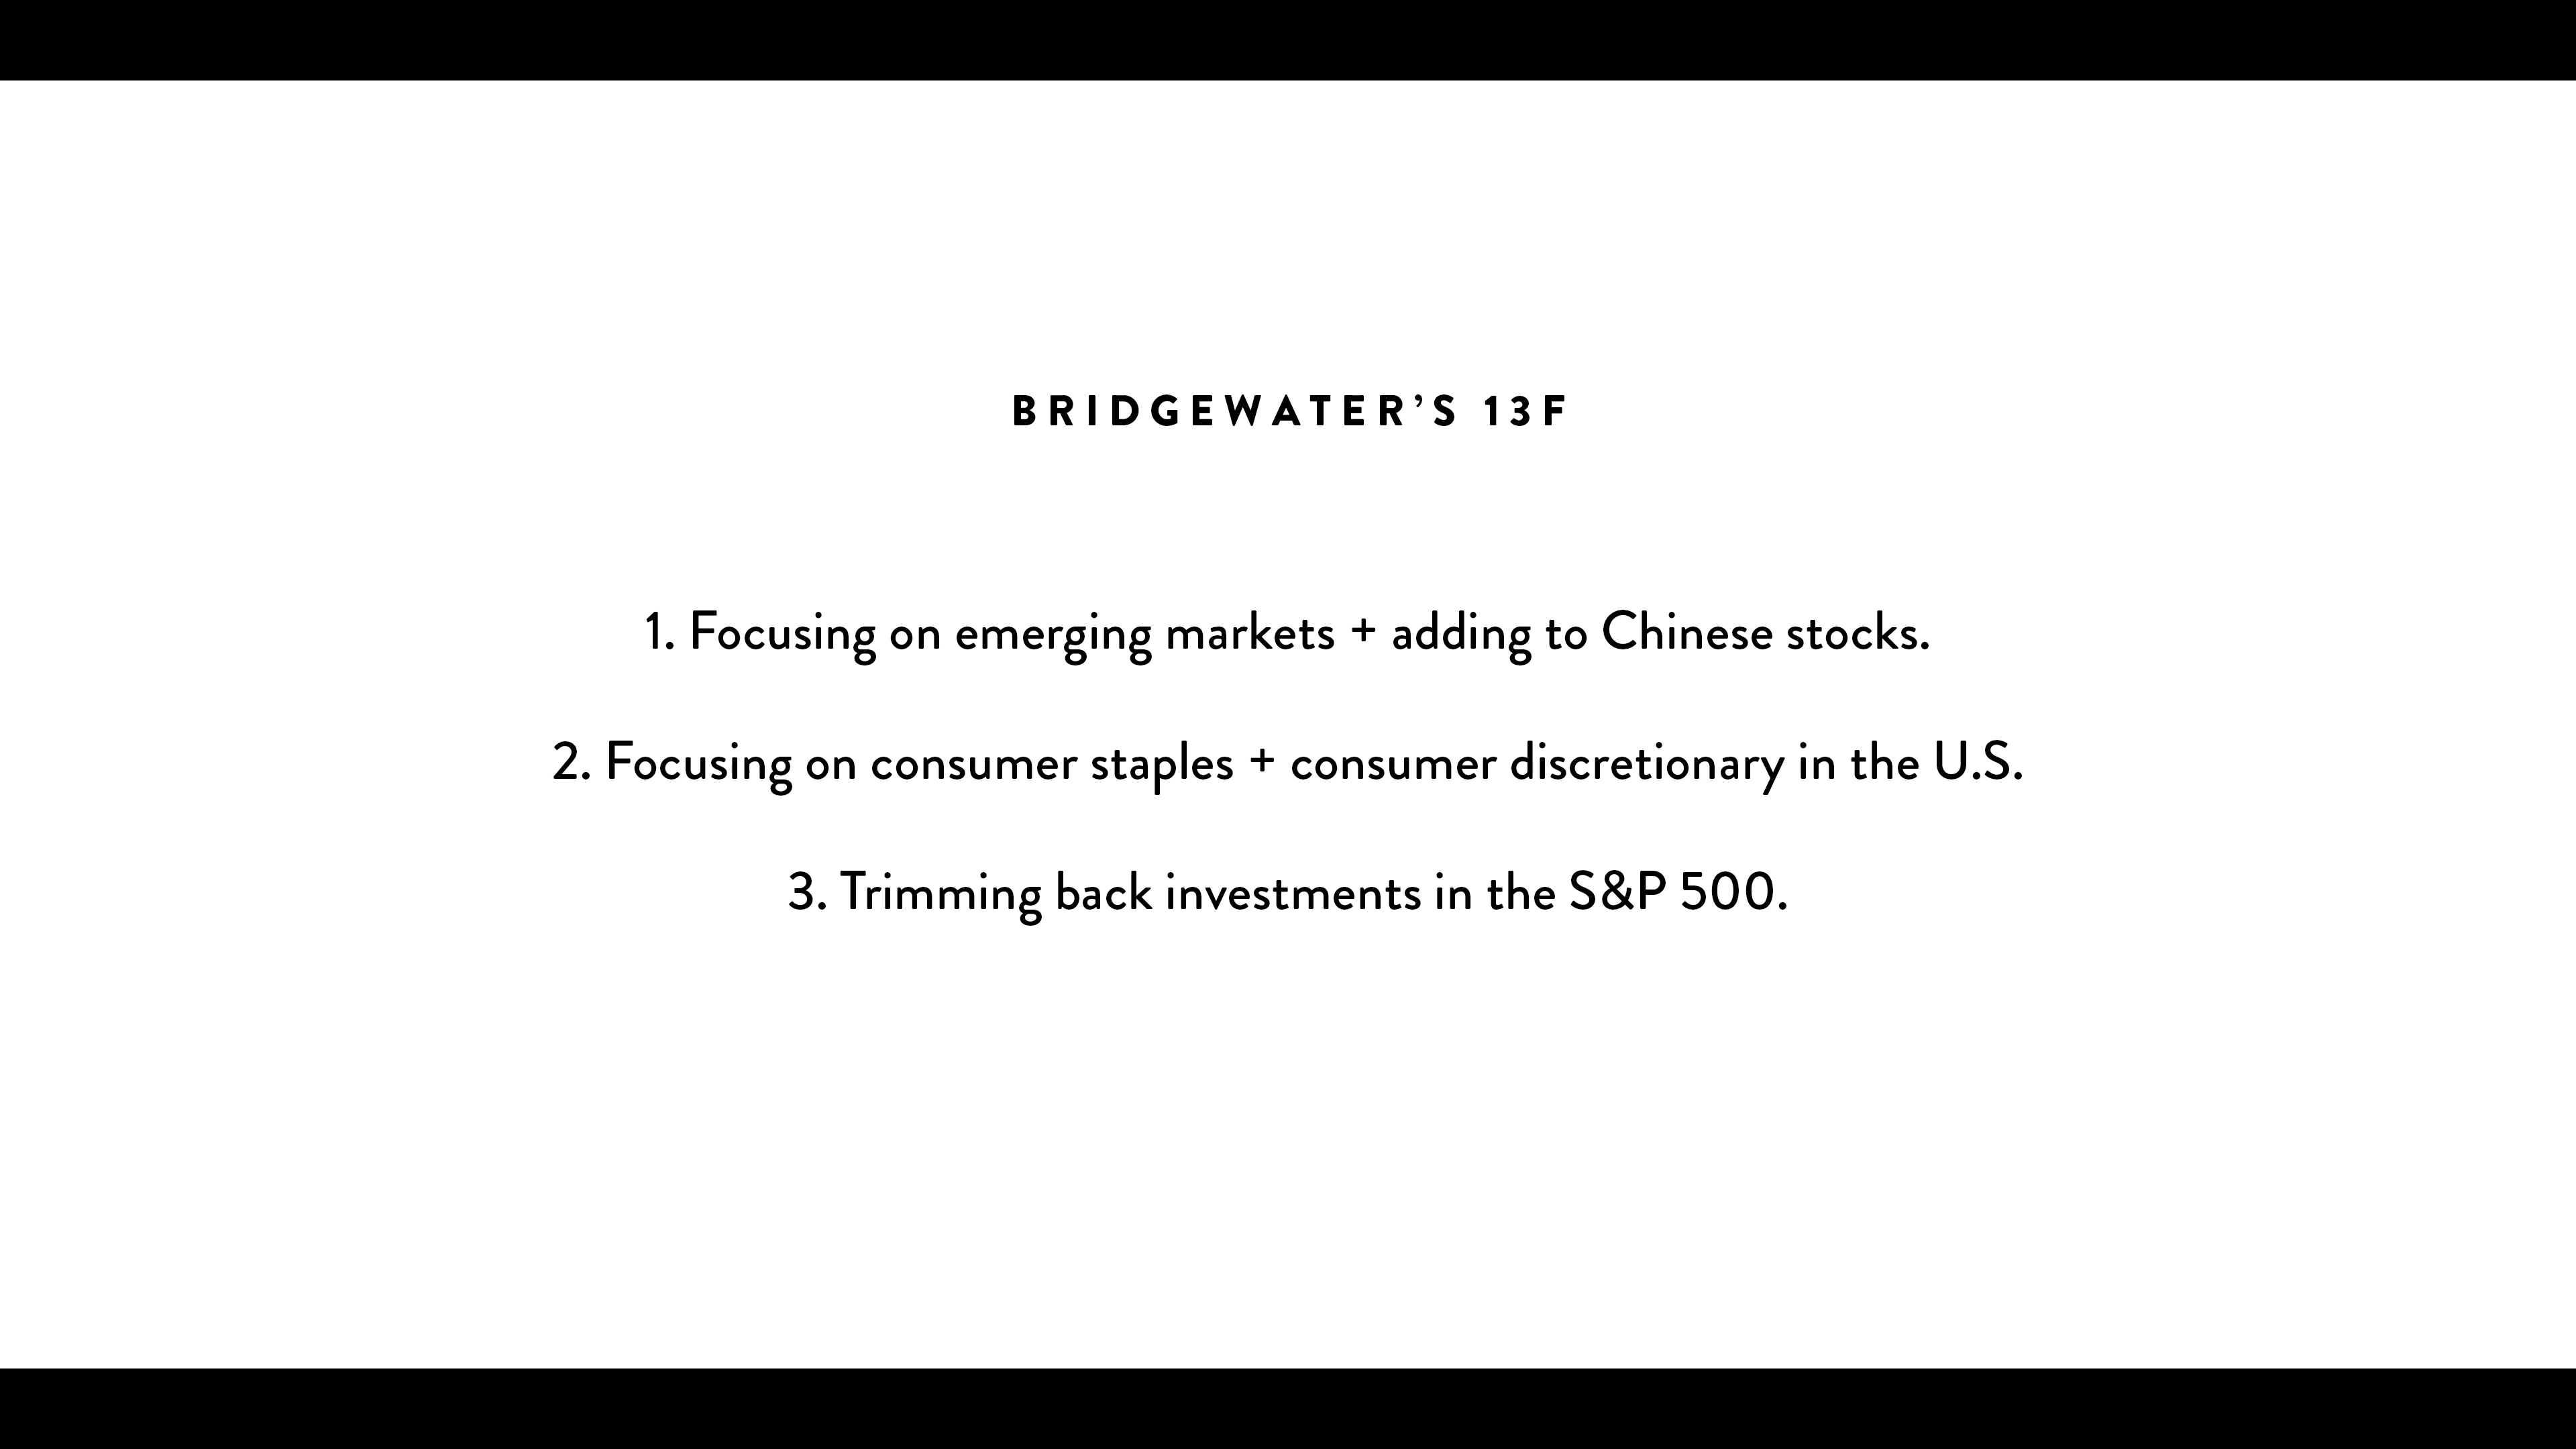 BRIDGEWATER’S 13F
1. Focusing on emerging markets + adding to Chinese stocks.
2. Focusing on consumer staples + consumer discretionary in the U.S.
3. Trimming back investments in the S&P 500.